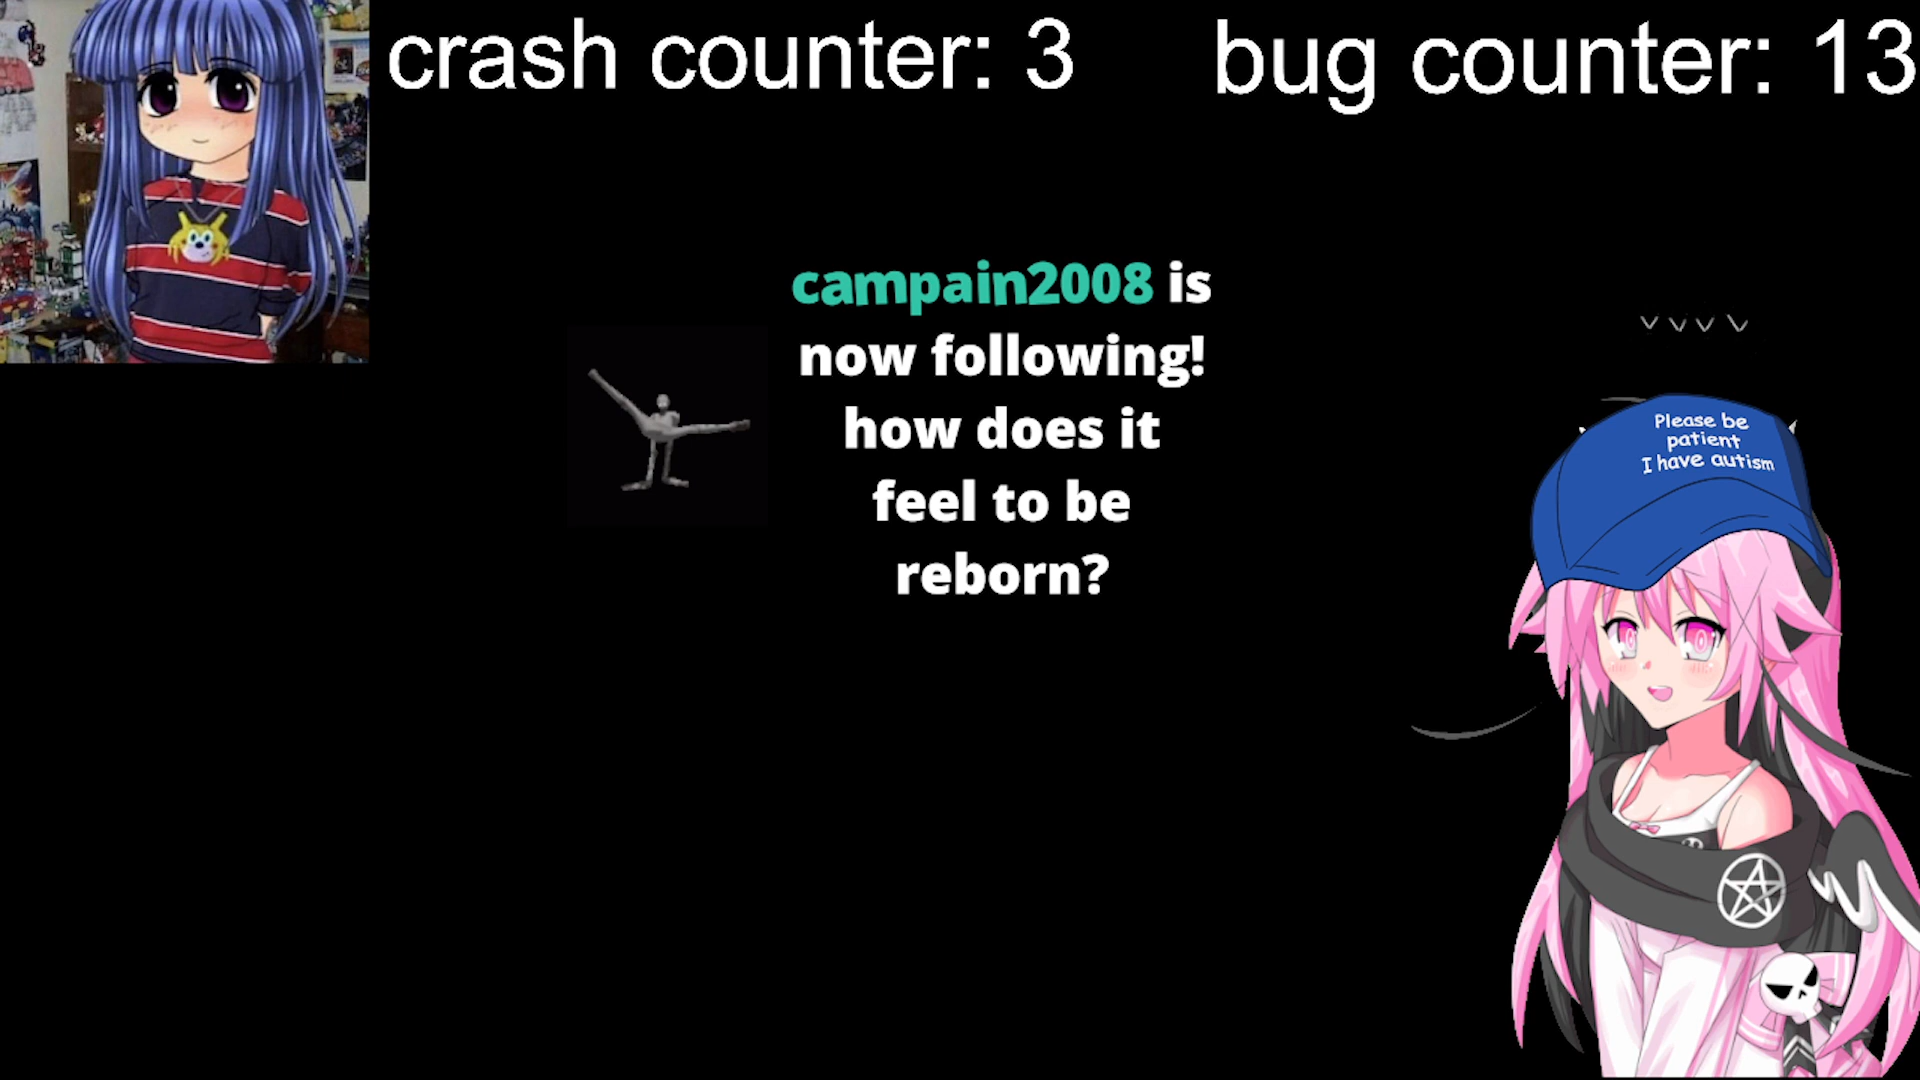 crash counter: 3
bug counter: 13
campain2008 is
now following!
how does it
feel to be
reborn?
Please be
patient
I have autism